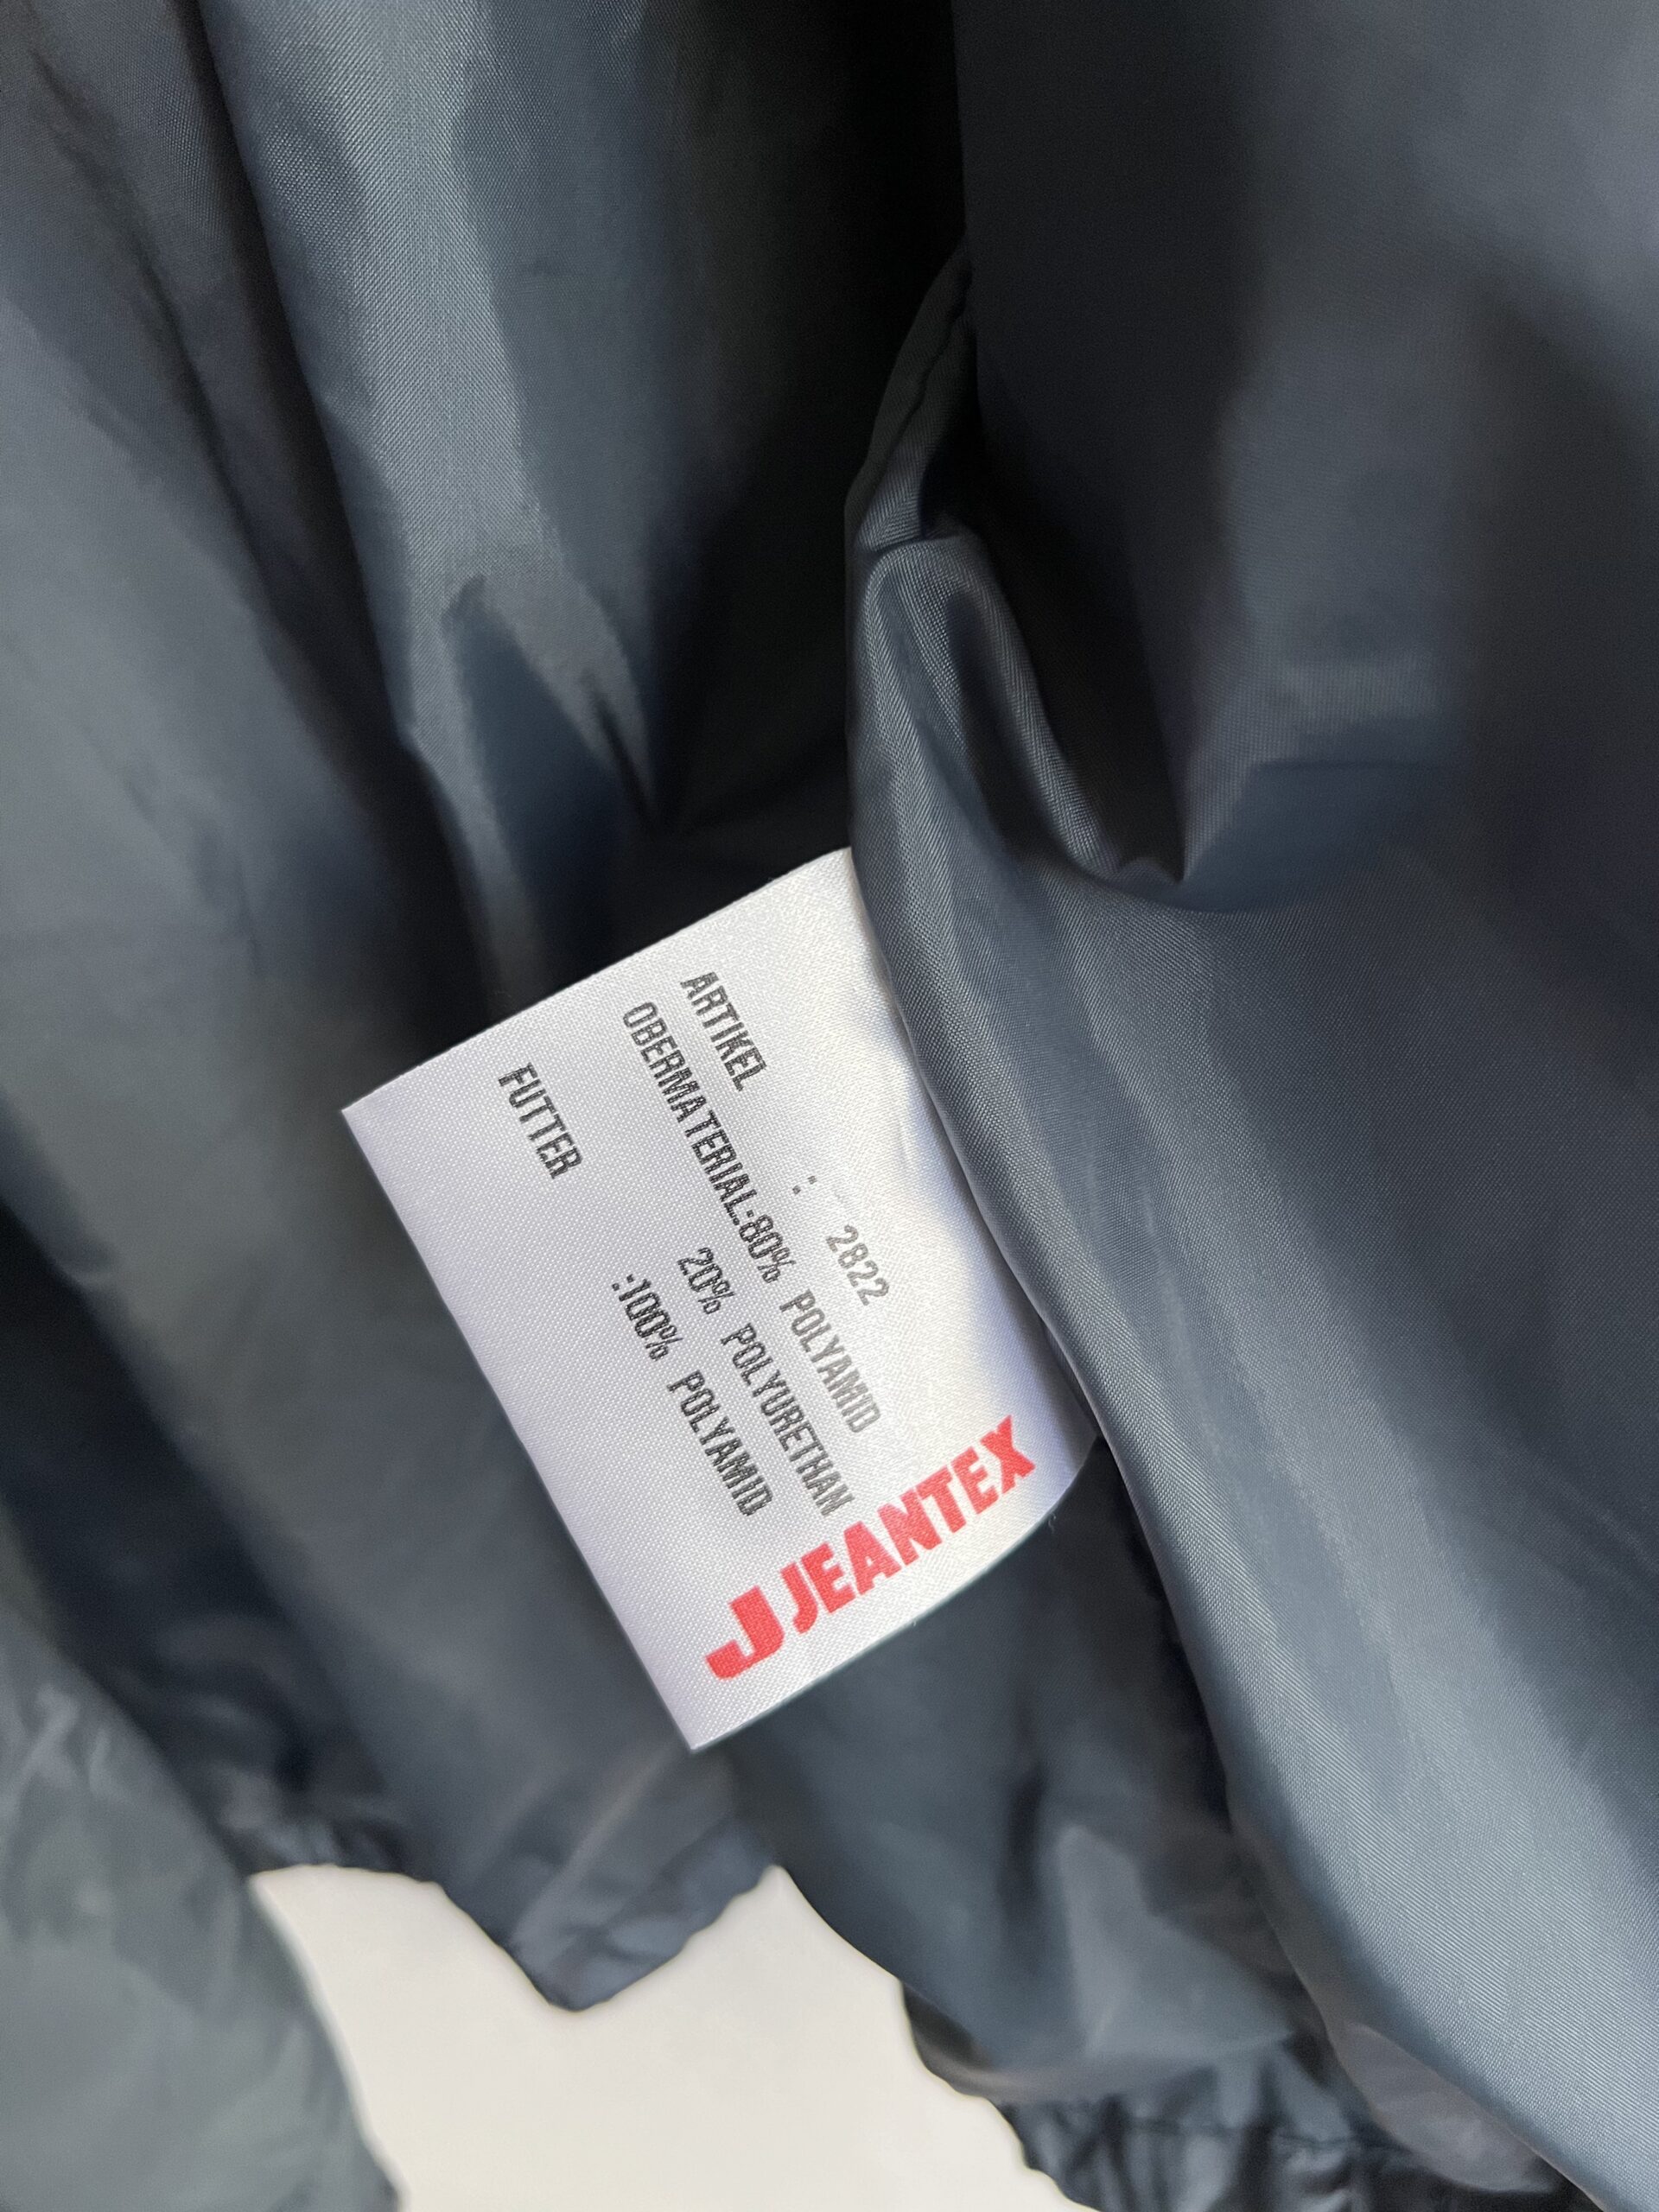 ARTIKEL : 2822
OBERMATERIAL:80% POLYAMID
20% POLYURETHAN
FUTTER :100% POLYAMID
J JEANTEX